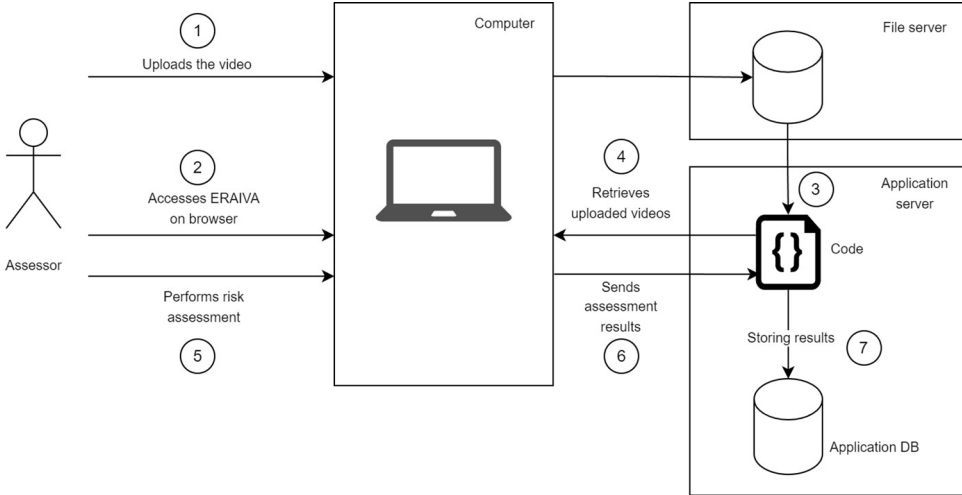 1
Uploads the video
Computer
File server
2
Accesses ERAIVA
on browser
4
Retrieves
uploaded videos
3
Application
server
{}
Code
Assessor
Performs risk
assessment
5
Sends
assessment
results
6
Storing results
7
Application DB